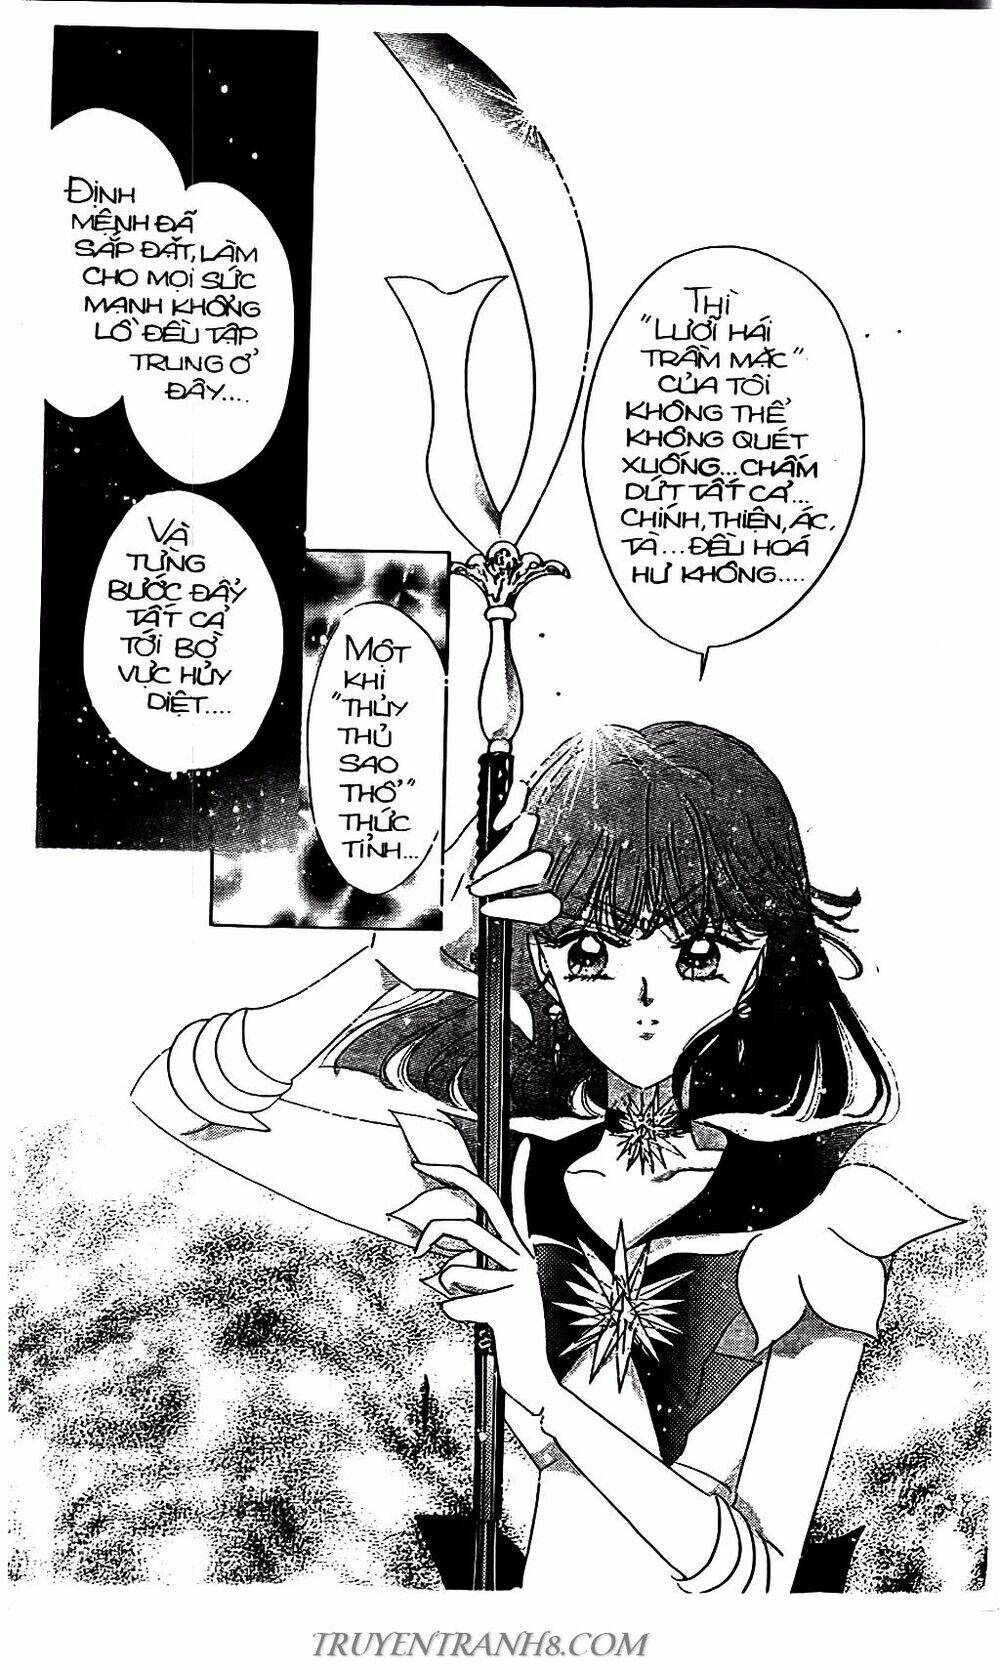 ĐỊNH
MỆNH ĐÃ
SẮP ĐẶT, LÀM
CHO MỌI SỨC
MẠNH KHỔNG
LỒ ĐỀU TẬP
TRUNG Ở
ĐÂY....
VÀ
TỪNG
BƯỚC ĐẨY
TẤT CẢ
TỚI BỜ
VỰC HỦY
DIỆT....
MỘT
KHI
"THỦY
THỦ
SAO
THỔ"
THỨC
TỈNH...
THÌ
"LƯỠI HÁI
TRẦM MẶC"
CỦA TÔI
KHÔNG THỂ
KHÔNG QUÉT
XUỐNG... CHẤM
DỨT TẤT CẢ...
CHÍNH, THIỆN, ÁC,
TÀ... ĐỀU HOÁ
HƯ KHÔNG....
TRUYENTRANH8.COM